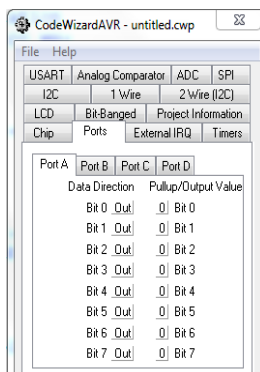 CodeWizardAVR - untitled.cwp
File Help
USART Analog Comparator ADC SPI
I2C 1 Wire 2 Wire (I2C)
LCD Bit-Banged Project Information
Chip Ports External IRQ Timers
Port A Port B Port C Port D
Data Direction Pullup/Output Value
Bit 0 Out 0 Bit 0
Bit 1 Out 0 Bit 1
Bit 2 Out 0 Bit 2
Bit 3 Out 0 Bit 3
Bit 4 Out 0 Bit 4
Bit 5 Out 0 Bit 5
Bit 6 Out 0 Bit 6
Bit 7 Out 0 Bit 7